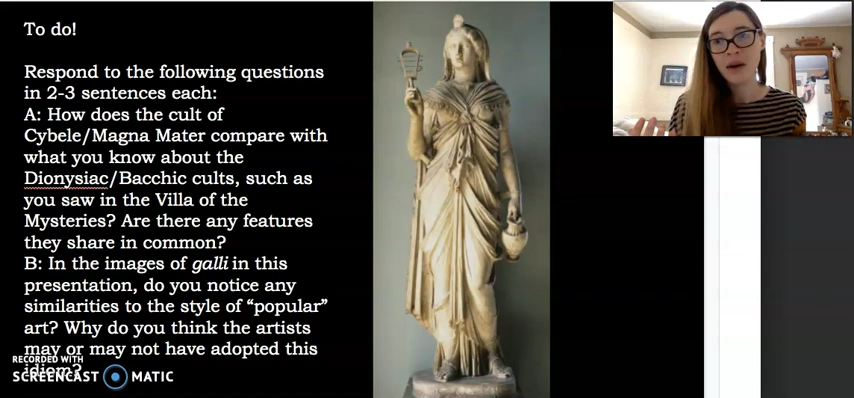 To do!
Respond to the following questions
in 2-3 sentences each:
A: How does the cult of
Cybele/Magna Mater compare with
what you know about the
Dionysiac/Bacchic cults, such as
you saw in the Villa of the
Mysteries? Are there any features
they share in common?
B: In the images of galli in this
presentation, do you notice any
similarities to the style of “popular”
art? Why do you think the artists
may or may not have adopted this
idiom?
RECORDED WITH
SCREENCAST MATIC